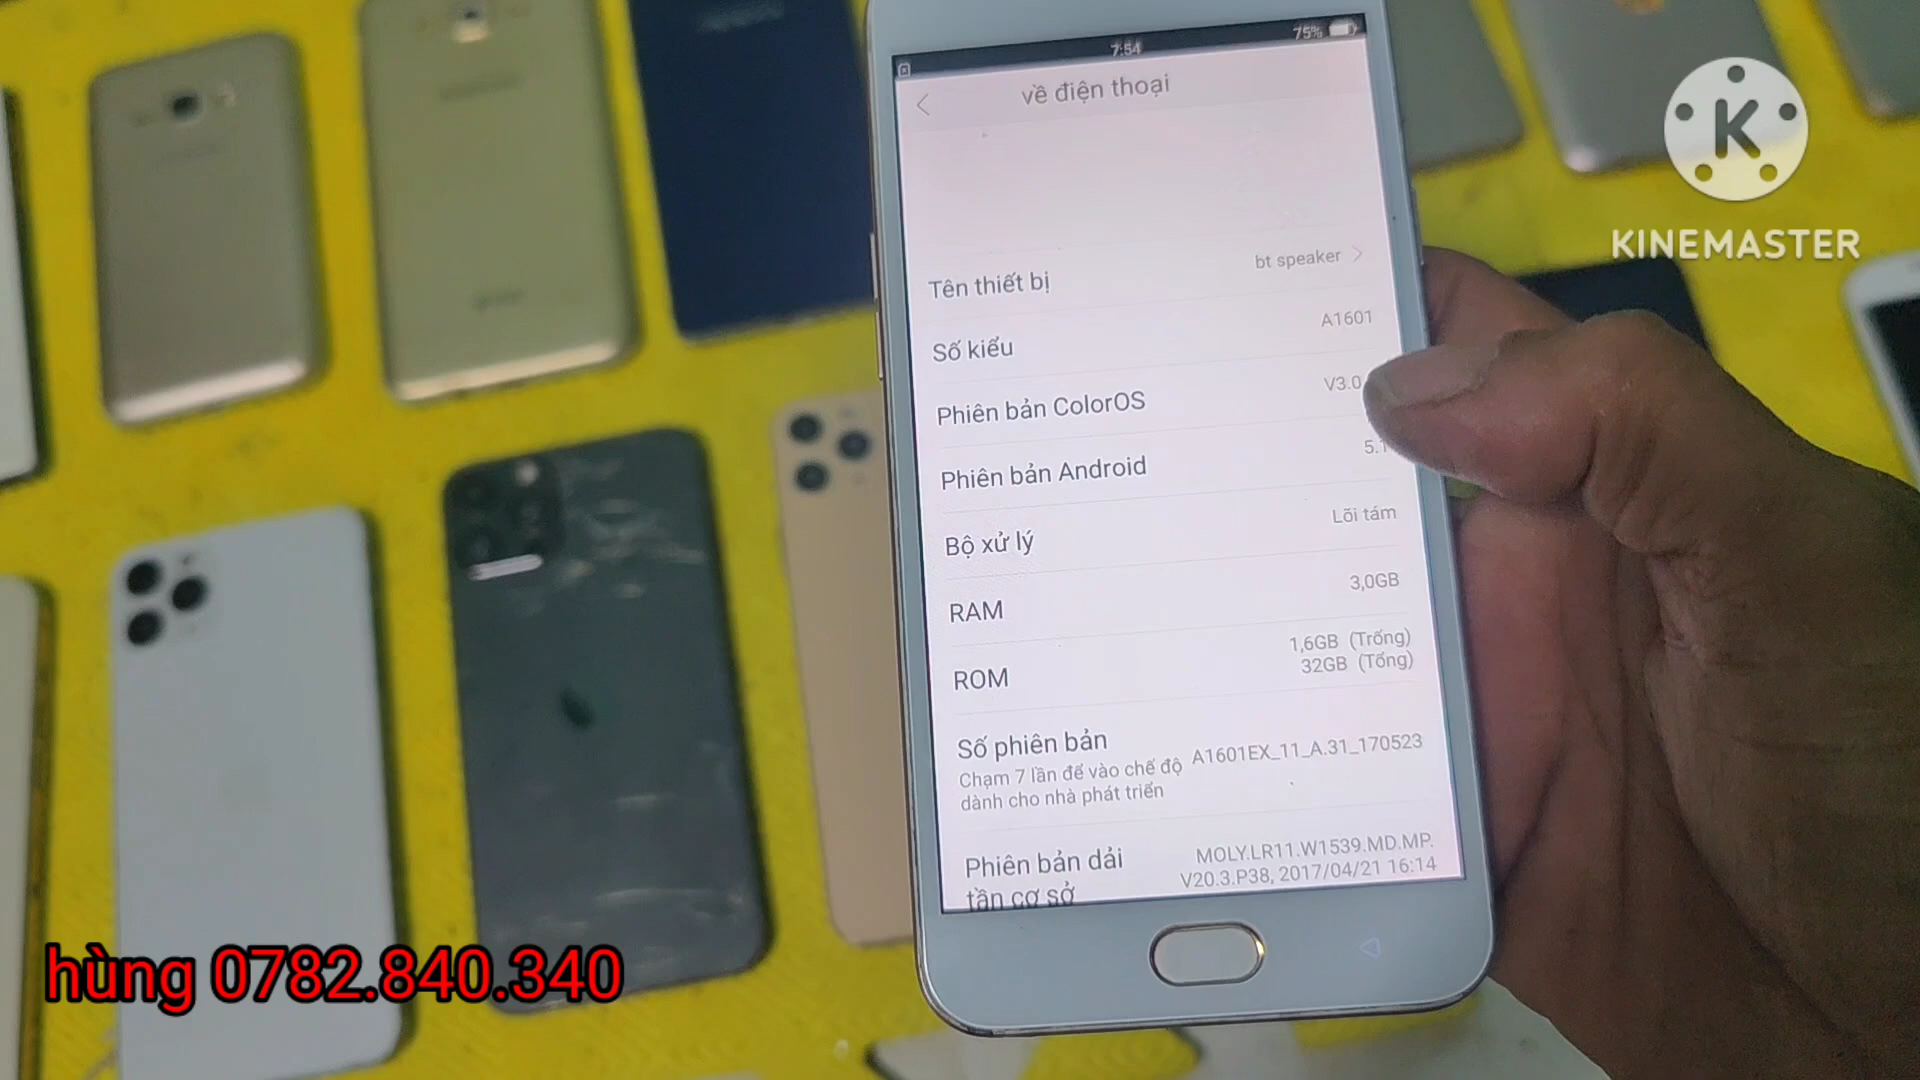 7:54
75%
về điện thoại
Tên thiết bị
bt speaker
Số kiểu
A1601
Phiên bản ColorOS
V3.0
Phiên bản Android
5.1
Bộ xử lý
Lõi tám
RAM
3,0GB
ROM
1,6GB (Trống)
32GB (Tổng)
Số phiên bản
Chạm 7 lần để vào chế độ
dành cho nhà phát triển
A1601EX_11_A.31_170523
Phiên bản dải
tần cơ sở
MOLY.LR11.W1539.MD.MP.
V20.3.P38, 2017/04/21 16:14
K
KINEMASTER
hùng 0782.840.340